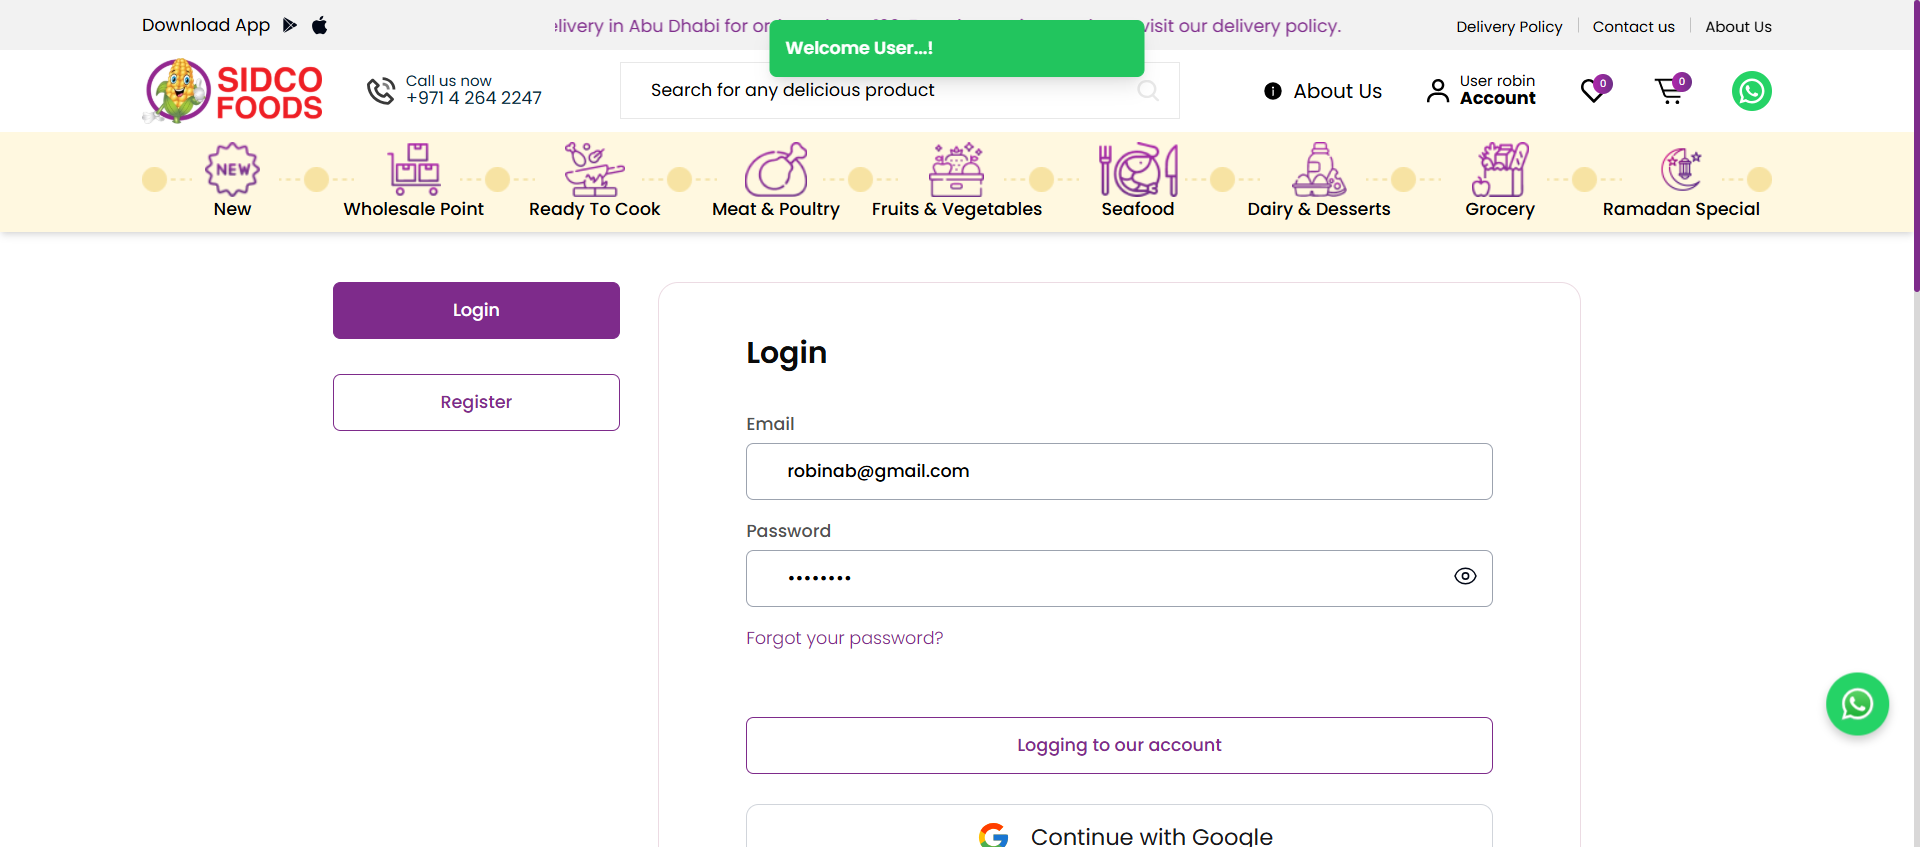 Download App
elivery in Abu Dhabi for or
visit our delivery policy.
Delivery Policy
Contact us
About Us
Welcome User...!
SIDCO
FOODS
Call us now
+971 4 264 2247
Search for any delicious product
About Us
User robin
Account
0
0
NEW
New
Wholesale Point
Ready To Cook
Meat & Poultry
Fruits & Vegetables
Seafood
Dairy & Desserts
Grocery
Ramadan Special
Login
Register
Login
Email
robinab@gmail.com
Password
Forgot your password?
Logging to our account
Continue with Google